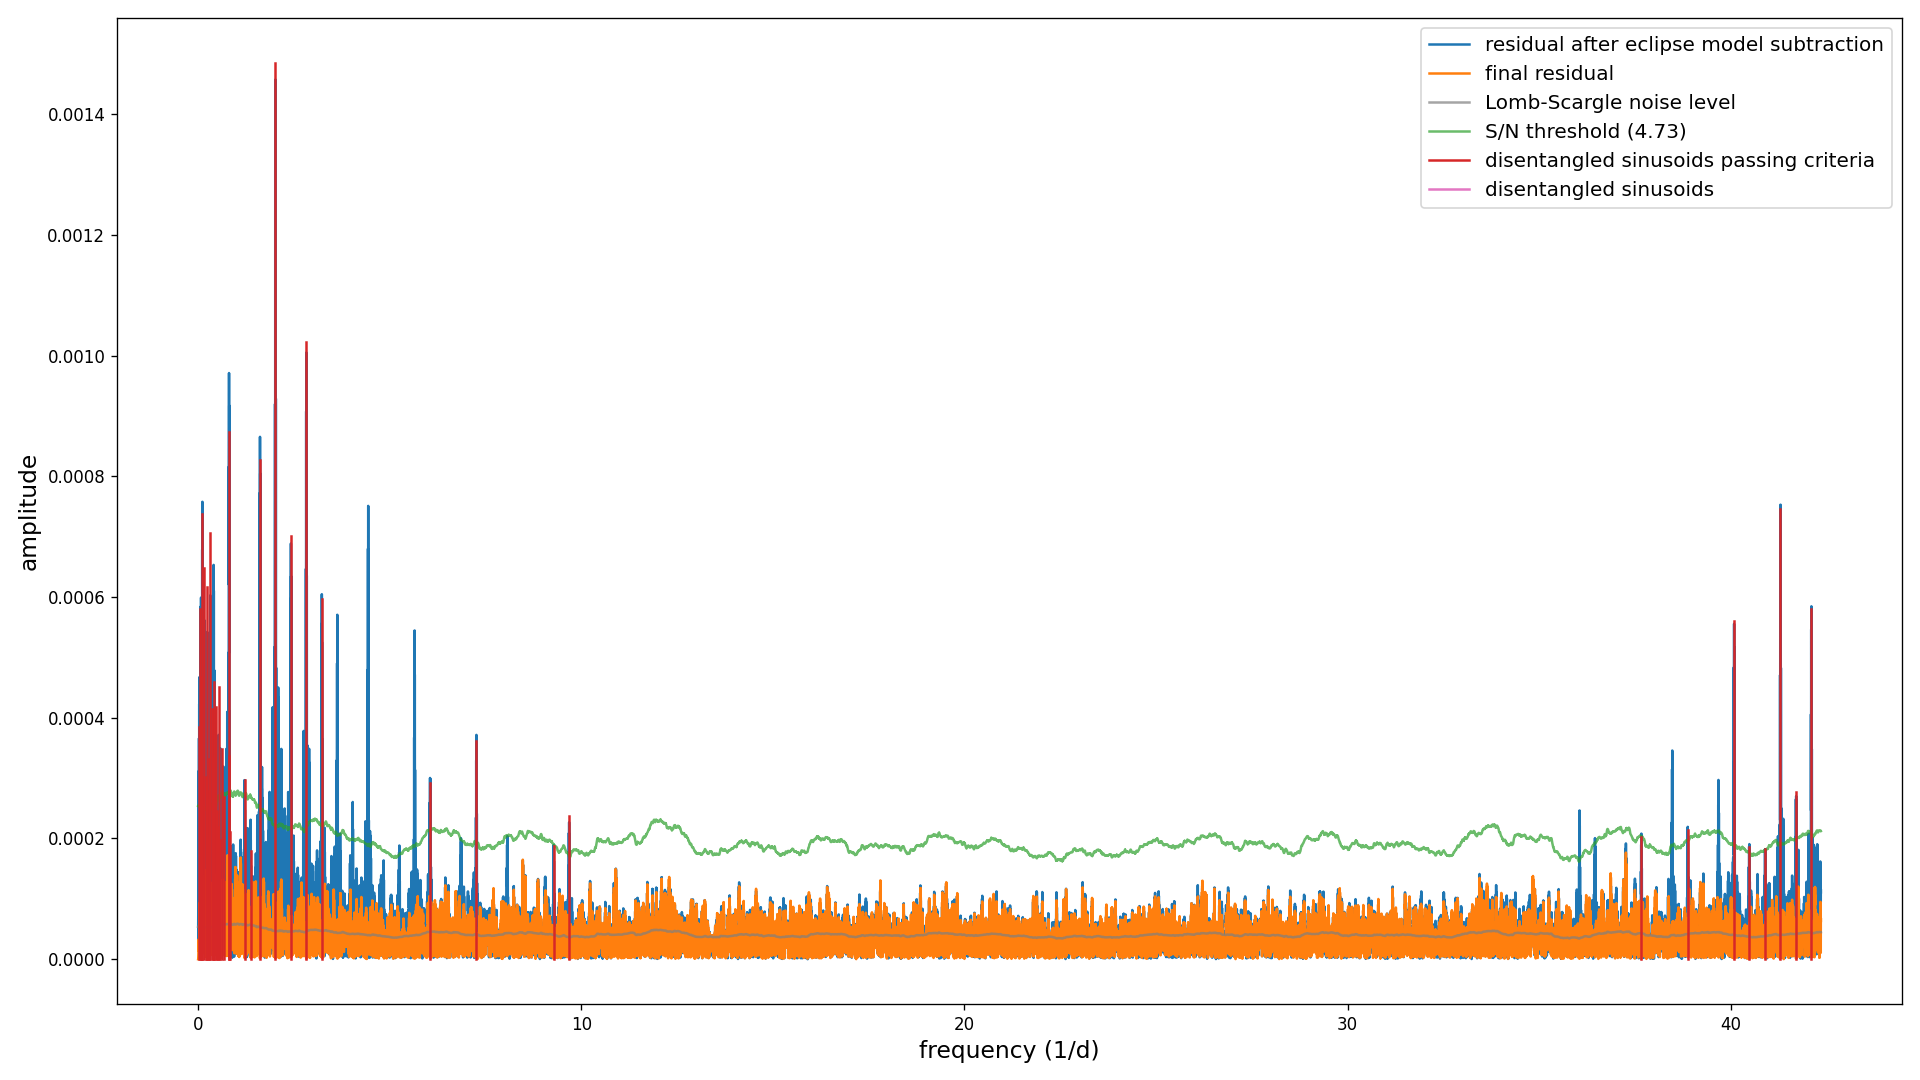 residual after eclipse model subtraction
final residual
Lomb-Scargle noise level
S/N threshold (4.73)
disentangled sinusoids passing criteria
disentangled sinusoids
0.0014
0.0012
0.0010
0.0008
0.0006
0.0004
0.0002
0.0000
amplitude
0 10 20 30 40
frequency (1/d)